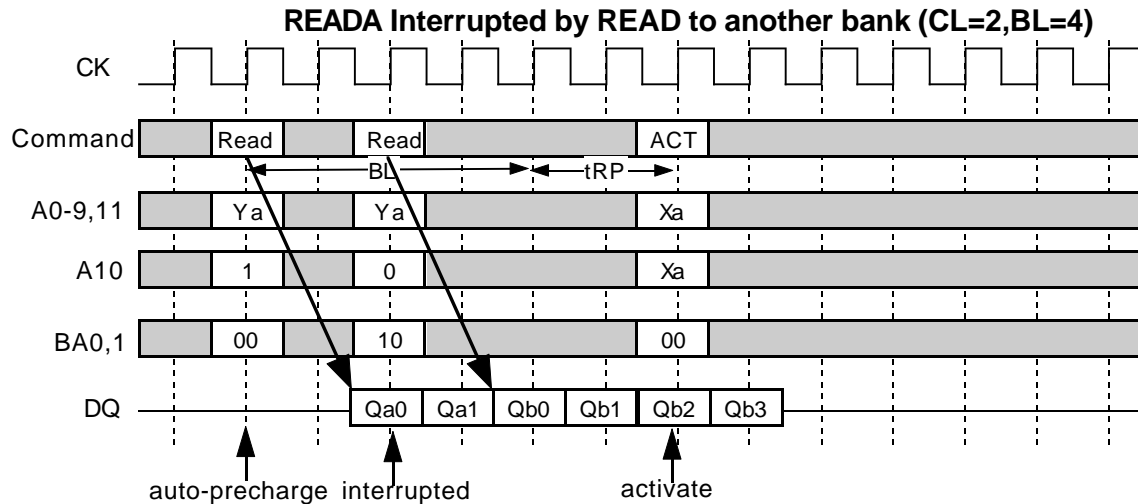 READA Interrupted by READ to another bank (CL=2,BL=4)
CK
Command Read Read ACT
BL tRP
A0-9,11 Ya Ya Xa
A10 1 0 Xa
BA0,1 00 10 00
DQ Qa0 Qa1 Qb0 Qb1 Qb2 Qb3
auto-precharge interrupted activate